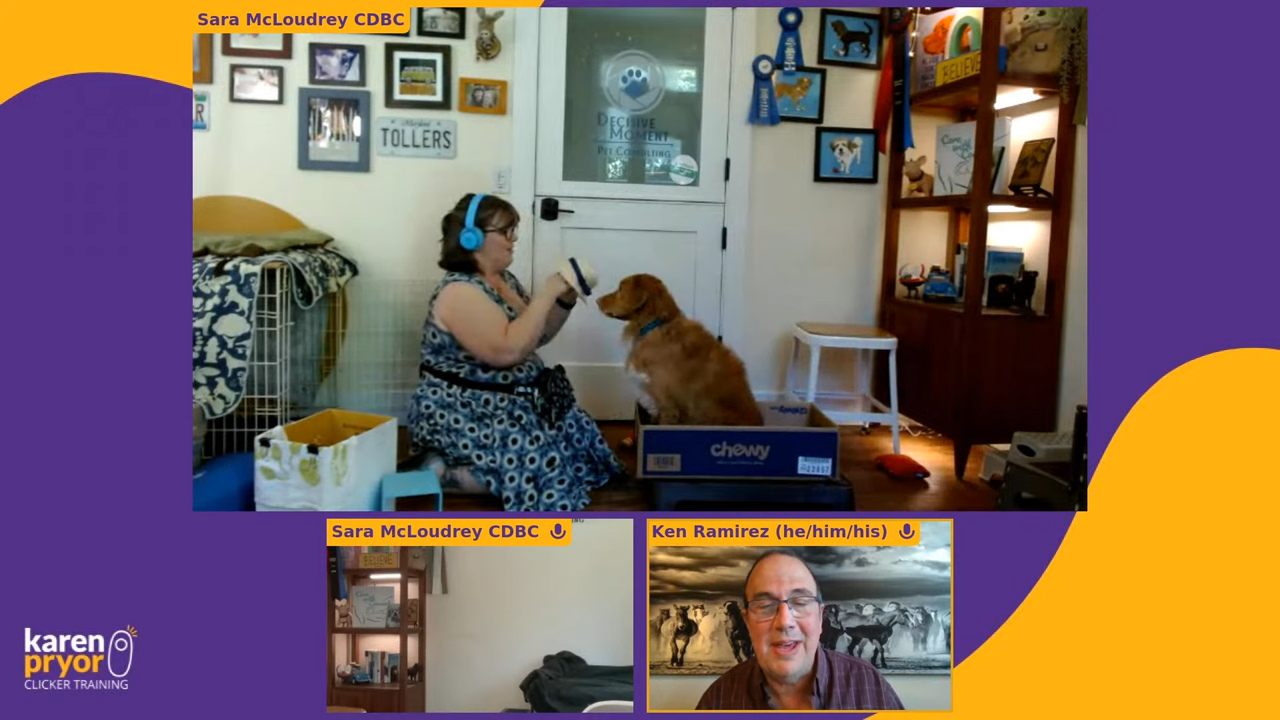 Sara McLoudrey CDBC
TOLLERS
DECISIVE
MOMENT
PET CONSULTING
BELIEVE
chewy
Sara McLoudrey CDBC
Ken Ramirez (he/him/his)
BELIEVE
karen
pryor
CLICKER TRAINING